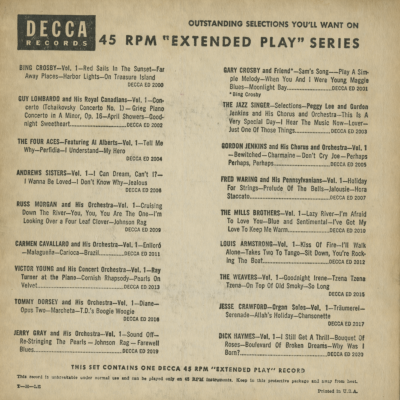 DECCA
RECORDS
OUTSTANDING SELECTIONS YOU'LL WANT ON
45 RPM "EXTENDED PLAY" SERIES
BING CROSBY—Vol. 1—Red Sails In The Sunset—Far
Away Places—Harbor Lights—On Treasure Island
DECCA ED 2000
GUY LOMBARDO and His Royal Canadians—Vol. 1—Con-
certo (Tchaikovsky Concerto No. 1)—Grieg Piano
Concerto in A Minor, Op. 16—April Showers—Good-
night Sweetheart
DECCA ED 2002
THE FOUR ACES—Featuring Al Alberts—Vol. 1—Tell Me
Why—Perfidia—I Understand—My Hero
DECCA ED 2004
ANDREWS SISTERS—Vol. 1—I Can Dream, Can't I?—
I Wanna Be Loved—I Don't Know Why—Jealous
DECCA ED 2006
RUSS MORGAN and His Orchestra—Vol. 1—Cruising
Down The River—You, You, You Are The One—I'm
Looking Over a Four Leaf Clover—Johnson Rag
DECCA ED 2009
CARMEN CAVALLARO and His Orchestra—Vol. 1—Enlloró
—Malagueña—Carioca—Brazil
DECCA ED 2011
VICTOR YOUNG and His Concert Orchestra—Vol. 1—Ray
Turner at the Piano—Cornish Rhapsody—Pearls On
Velvet
DECCA ED 2013
TOMMY DORSEY and His Orchestra—Vol. 1—Diane—
Opus Two—Marcheta—T.D.'s Boogie Woogie
DECCA ED 2016
JERRY GRAY and His Orchestra—Vol. 1—Sound Off—
Re-Stringing The Pearls—Johnson Rag—Farewell
Blues
DECCA ED 2019
GARY CROSBY and Friend*—Sam's Song—Play A Sim-
ple Melody—When You And I Were Young Maggie
Blues—Moonlight Bay
DECCA ED 2001
*Bing Crosby
THE JAZZ SINGER—Selections—Peggy Lee and Gordon
Jenkins and His Chorus and Orchestra—This Is A
Very Special Day—I Hear The Music Now—Lover—
Just One Of Those Things
DECCA ED 2003
GORDON JENKINS and His Chorus and Orchestra—Vol. 1
—Bewitched—Charmaine—Don't Cry Joe—Perhaps
Perhaps, Perhaps
DECCA ED 2005
FRED WARING and His Pennsylvanians—Vol. 1—Holiday
For Strings—Prelude Of The Bells—Jalousie—Hora
Staccato
DECCA ED 2007
THE MILLS BROTHERS—Vol. 1—Lazy River—I'm Afraid
To Love You—Blue and Sentimental—I've Got My
Love To Keep Me Warm
DECCA ED 2010
LOUIS ARMSTRONG—Vol. 1—Kiss Of Fire—I'll Walk
Alone—Takes Two To Tango—Sit Down, You're Rock-
ing The Boat
DECCA ED 2012
THE WEAVERS—Vol. 1—Goodnight Irene—Tzena Tzena
Tzena—On Top Of Old Smoky—So Long
DECCA ED 2015
JESSE CRAWFORD—Organ Solos—Vol. 1—Träumerei—
Serenade—Allah's Holiday—Chansonette
DECCA ED 2017
DICK HAYMES—Vol. 1—I Still Get A Thrill—Bouquet Of
Roses—Boulevard Of Broken Dreams—Why Was I
Born?
DECCA ED 2020
THIS SET CONTAINS ONE DECCA 45 RPM "EXTENDED PLAY" RECORD
This record is unbreakable under normal use and can be played only on 45 RPM instruments. Keep in this protective package and away from heat.
Printed in U.S.A.